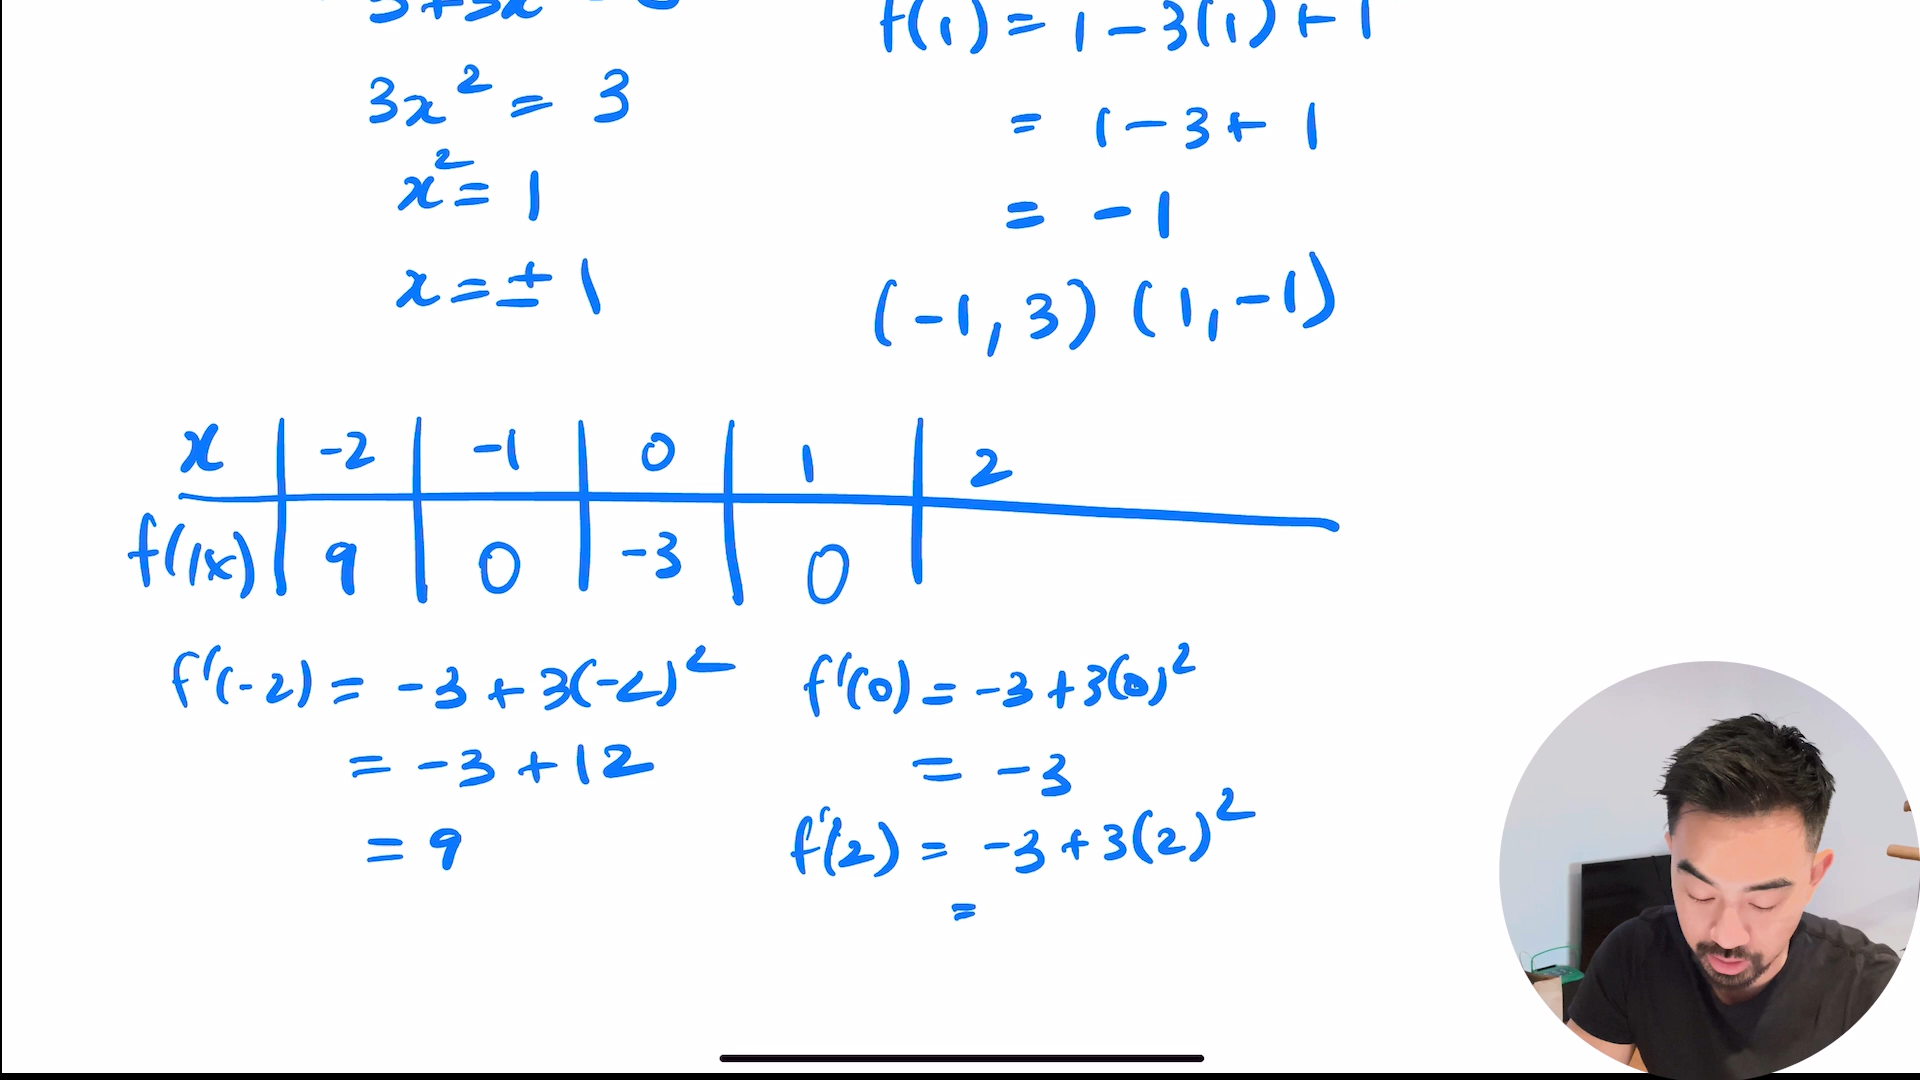 3x² = 3
x² = 1
x = ± 1
f(1) = 1 - 3(1) + 1
= 1 - 3 + 1
= -1
(-1, 3) (1, -1)
x | -2 | -1 | 0 | 1 | 2
f'(x) | 9 | 0 | -3 | 0 |
f'(-2) = -3 + 3(-2)²
= -3 + 12
= 9
f'(0) = -3 + 3(0)²
= -3
f'(2) = -3 + 3(2)²
=